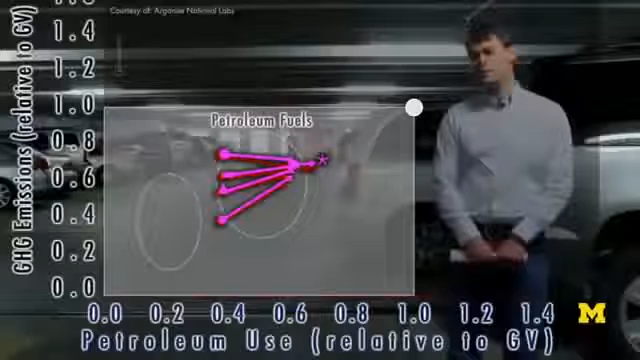 Courtesy of: Argonne National Labs
GHG Emissions (relative to GV)
1.4
1.2
1.0
0.8
0.6
0.4
0.2
0.0
Petroleum Fuels
*
0.0 0.2 0.4 0.6 0.8 1.0 1.2 1.4
Petroleum Use (relative to GV)
M